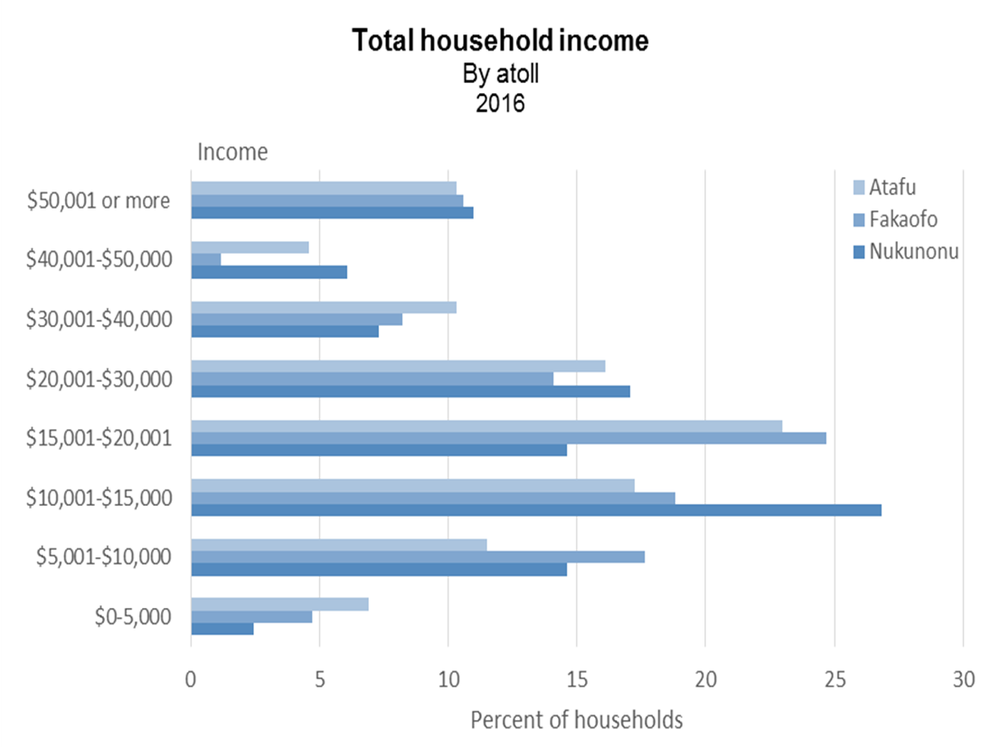 Total household income
By atoll
2016
Income
$50,001 or more
$40,001-$50,000
$30,001-$40,000
$20,001-$30,000
$15,001-$20,001
$10,001-$15,000
$5,001-$10,000
$0-5,000
Atafu
Fakaofo
Nukunonu
0 5 10 15 20 25 30
Percent of households